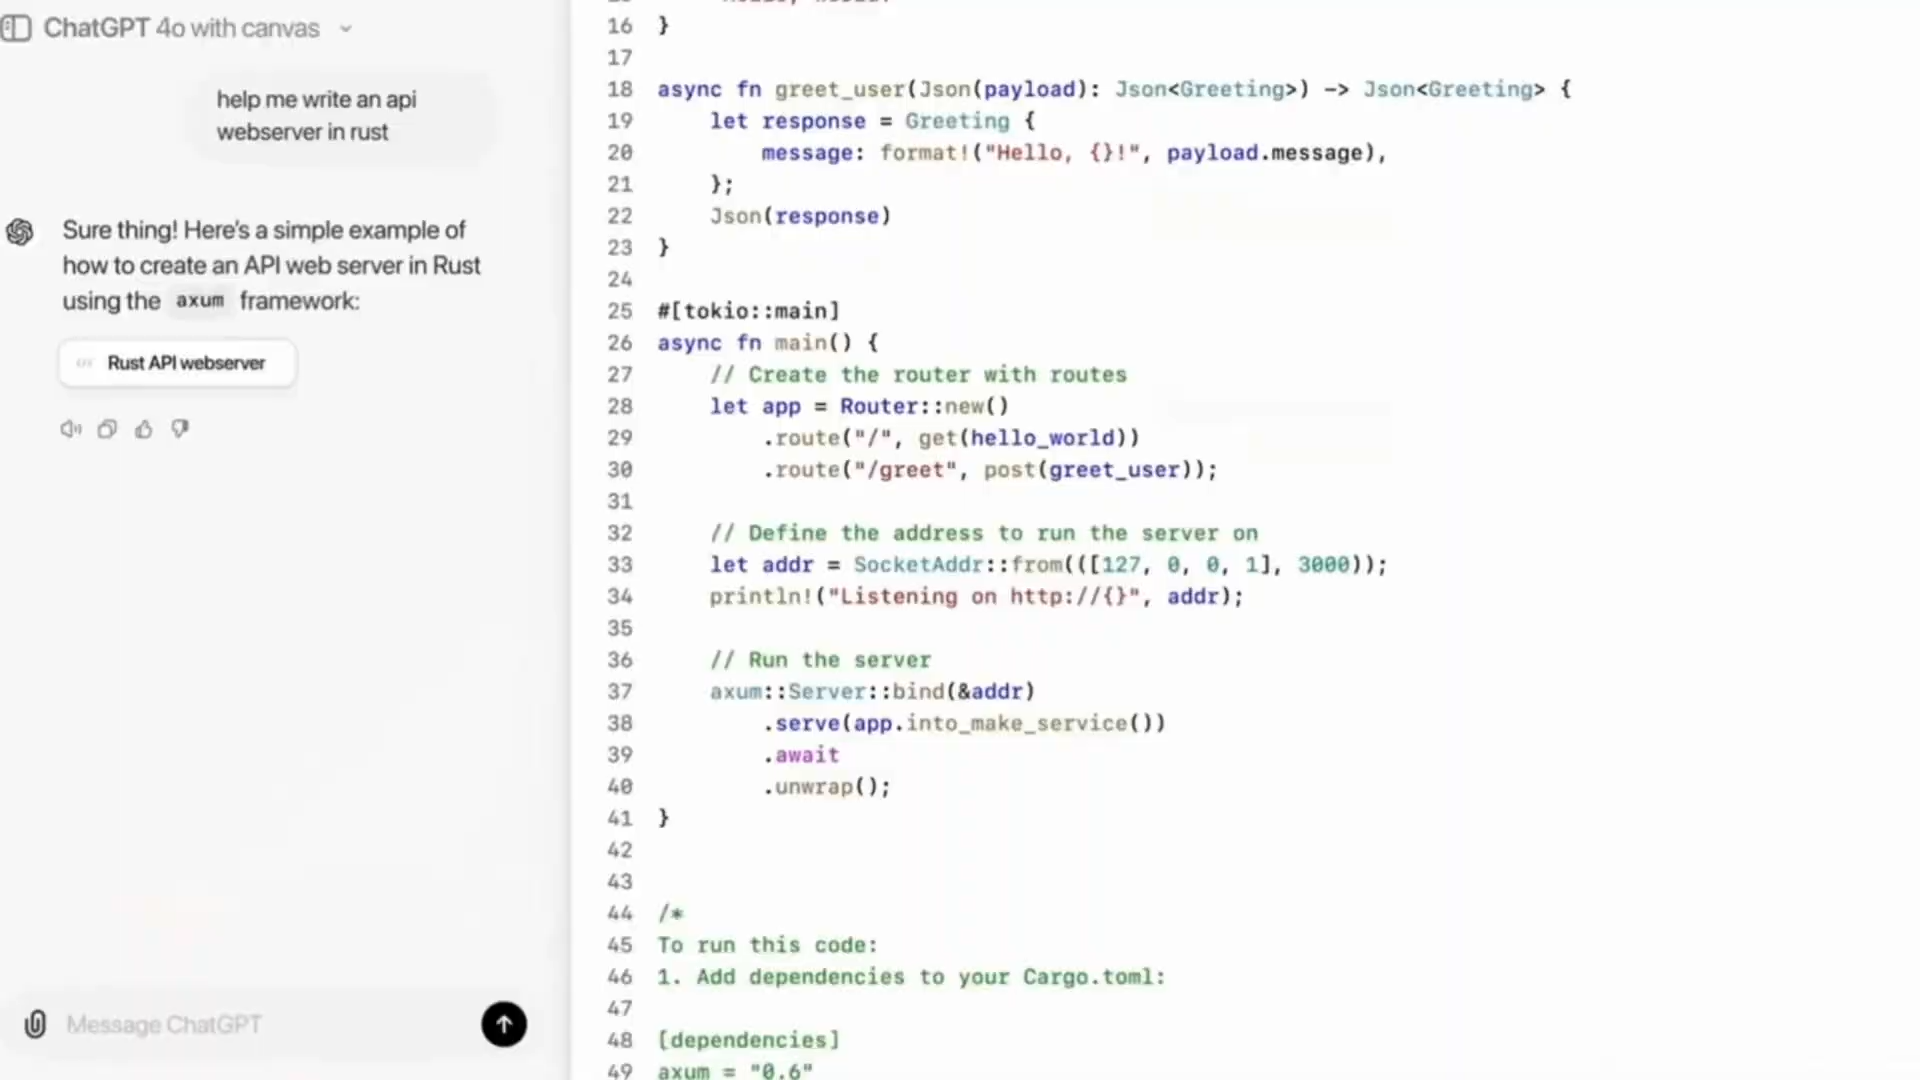 ChatGPT 4o with canvas
help me write an api
webserver in rust
Sure thing! Here's a simple example of
how to create an API web server in Rust
using the axum framework:
Rust API webserver
Message ChatGPT
16 }
17
18 async fn greet_user(Json(payload): Json<Greeting>) -> Json<Greeting> {
19     let response = Greeting {
20         message: format!("Hello, {}!", payload.message),
21     };
22     Json(response)
23 }
24
25 #[tokio::main]
26 async fn main() {
27     // Create the router with routes
28     let app = Router::new()
29         .route("/", get(hello_world))
30         .route("/greet", post(greet_user));
31
32     // Define the address to run the server on
33     let addr = SocketAddr::from(([127, 0, 0, 1], 3000));
34     println!("Listening on http://{}", addr);
35
36     // Run the server
37     axum::Server::bind(&addr)
38         .serve(app.into_make_service())
39         .await
40         .unwrap();
41 }
42
43
44 /*
45 To run this code:
46 1. Add dependencies to your Cargo.toml:
47
48 [dependencies]
49 axum = "0.6"